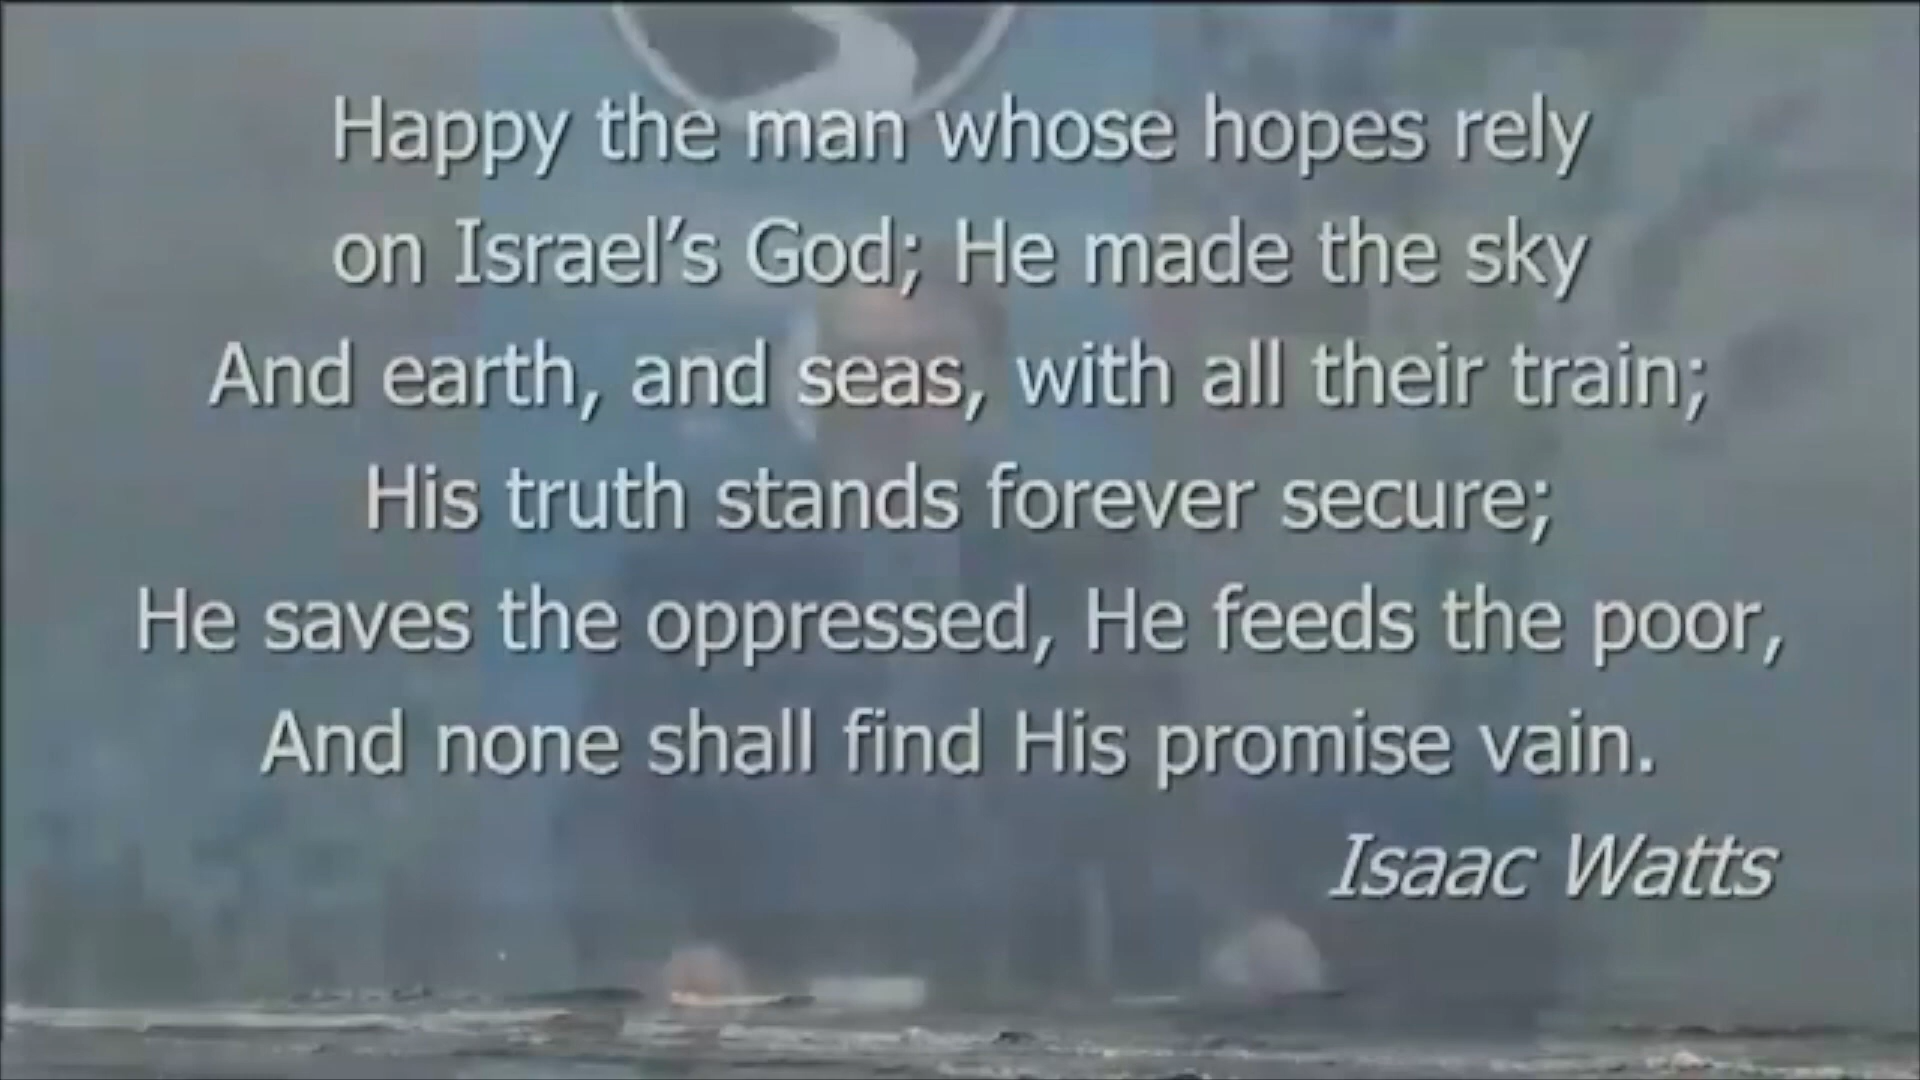 Happy the man whose hopes rely
on Israel’s God; He made the sky
And earth, and seas, with all their train;
His truth stands forever secure;
He saves the oppressed, He feeds the poor,
And none shall find His promise vain.
Isaac Watts